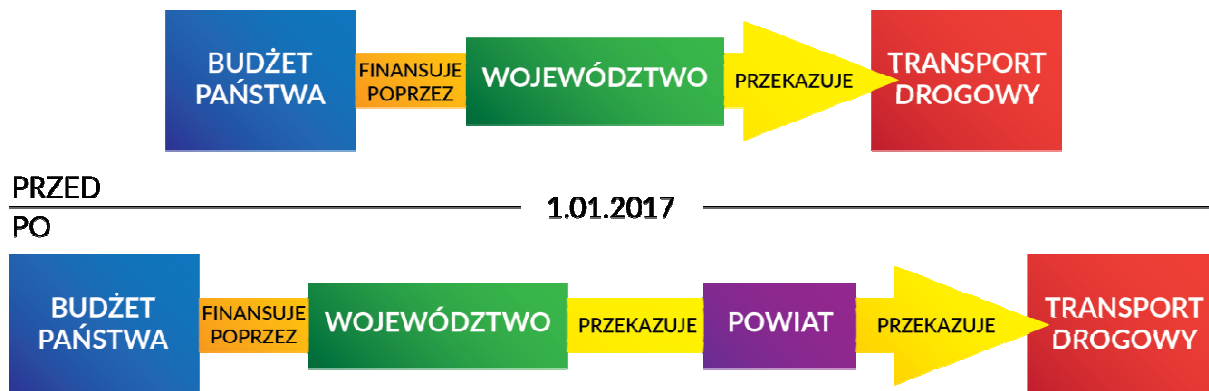 BUDŻET
PAŃSTWA
FINANSUJE
POPRZEZ
WOJEWÓDZTWO
PRZEKAZUJE
TRANSPORT
DROGOWY
PRZED
1.01.2017
PO
BUDŻET
PAŃSTWA
FINANSUJE
POPRZEZ
WOJEWÓDZTWO
PRZEKAZUJE
POWIAT
PRZEKAZUJE
TRANSPORT
DROGOWY